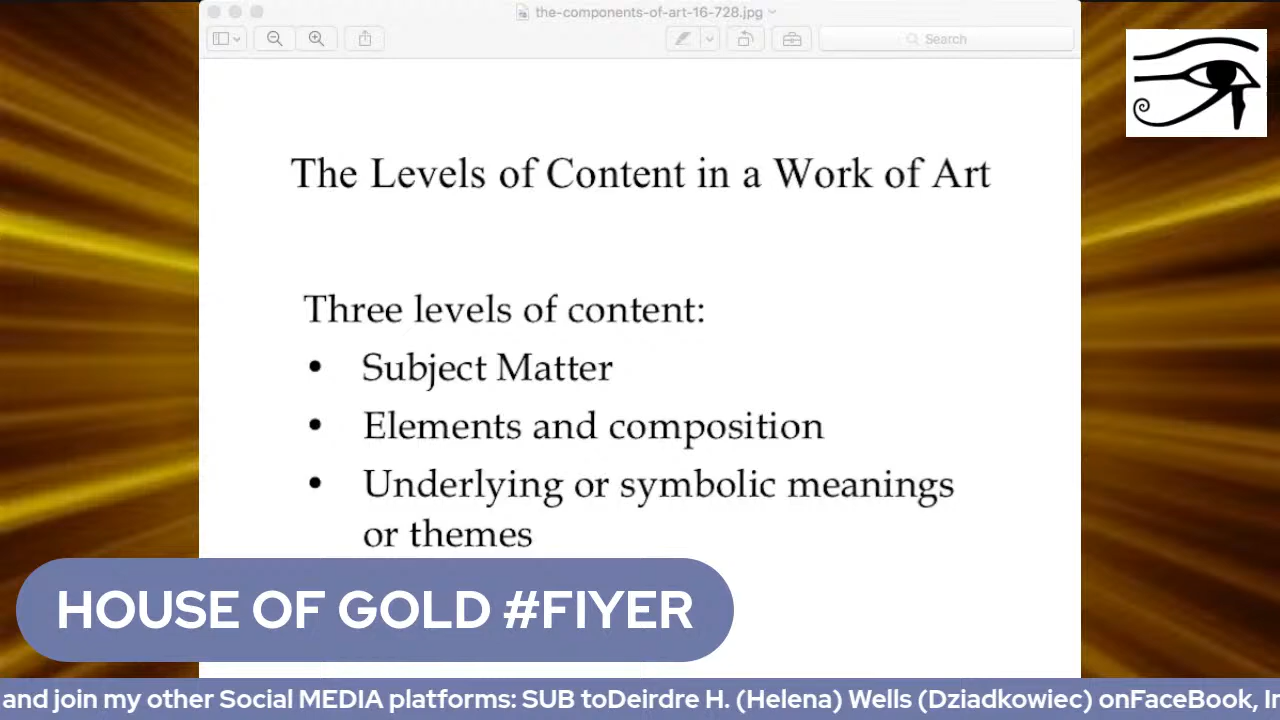 the-components-of-art-16-728.jpg
Search
The Levels of Content in a Work of Art
Three levels of content:
• Subject Matter
• Elements and composition
• Underlying or symbolic meanings
or themes
HOUSE OF GOLD #FIYER
and join my other Social MEDIA platforms: SUB toDeirdre H. (Helena) Wells (Dziadkowiec) onFaceBook,